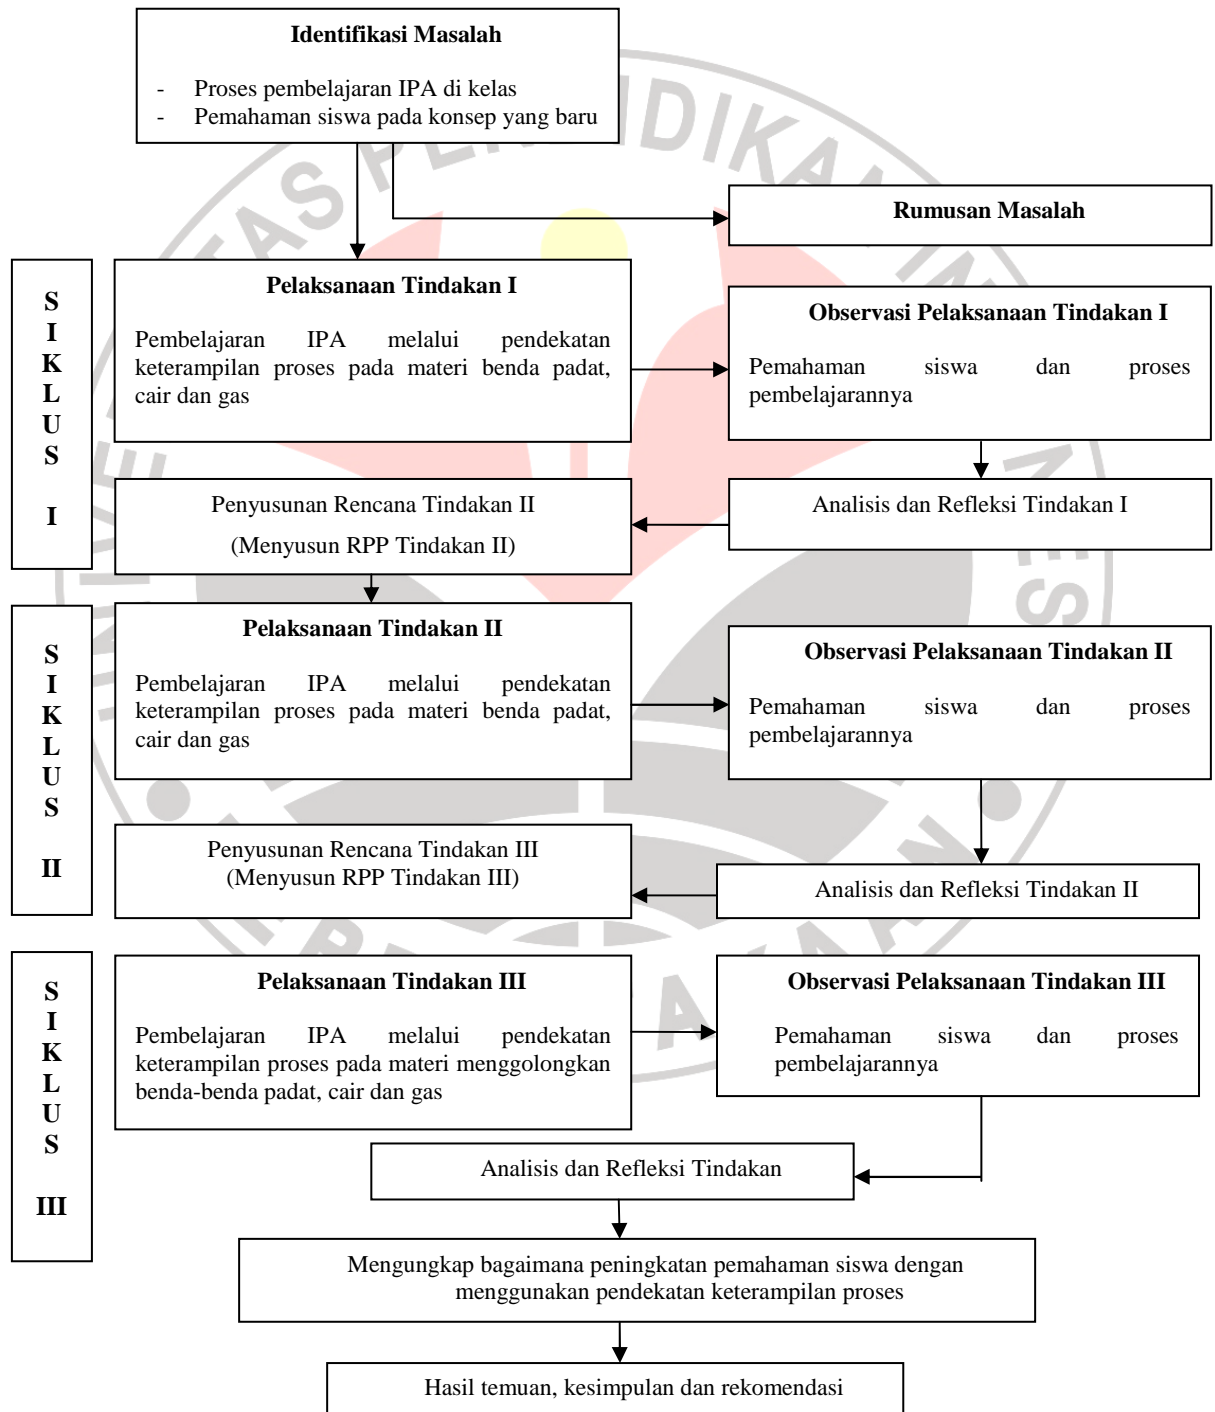 Identifikasi Masalah
- Proses pembelajaran IPA di kelas
- Pemahaman siswa pada konsep yang baru
Rumusan Masalah
SIKLUS I
Pelaksanaan Tindakan I
Pembelajaran IPA melalui pendekatan
keterampilan proses pada materi benda padat,
cair dan gas
Observasi Pelaksanaan Tindakan I
Pemahaman siswa dan proses
pembelajarannya
Penyusunan Rencana Tindakan II
(Menyusun RPP Tindakan II)
Analisis dan Refleksi Tindakan I
SIKLUS II
Pelaksanaan Tindakan II
Pembelajaran IPA melalui pendekatan
keterampilan proses pada materi benda padat,
cair dan gas
Observasi Pelaksanaan Tindakan II
Pemahaman siswa dan proses
pembelajarannya
Penyusunan Rencana Tindakan III
(Menyusun RPP Tindakan III)
Analisis dan Refleksi Tindakan II
SIKLUS III
Pelaksanaan Tindakan III
Pembelajaran IPA melalui pendekatan
keterampilan proses pada materi menggolongkan
benda-benda padat, cair dan gas
Observasi Pelaksanaan Tindakan III
Pemahaman siswa dan proses
pembelajarannya
Analisis dan Refleksi Tindakan
Mengungkap bagaimana peningkatan pemahaman siswa dengan
menggunakan pendekatan keterampilan proses
Hasil temuan, kesimpulan dan rekomendasi